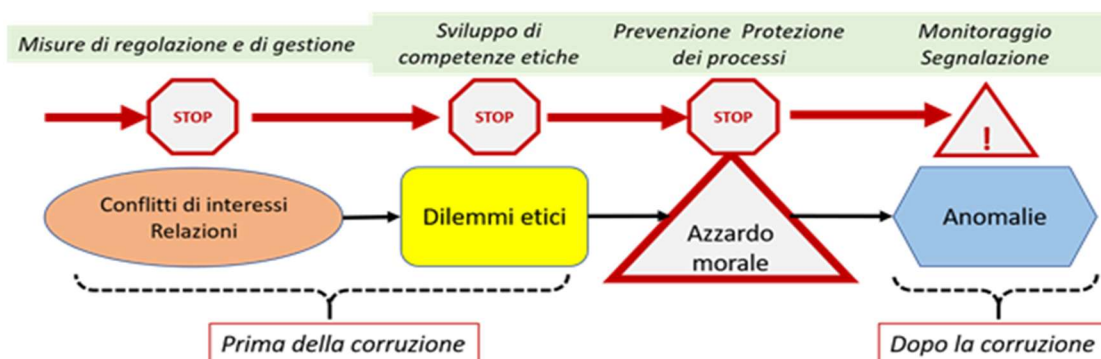 Misure di regolazione e di gestione
Sviluppo di
competenze etiche
Prevenzione Protezione
dei processi
Monitoraggio
Segnalazione
STOP
STOP
STOP
!
Conflitti di interessi
Relazioni
Dilemmi etici
Azzardo
morale
Anomalie
Prima della corruzione
Dopo la corruzione